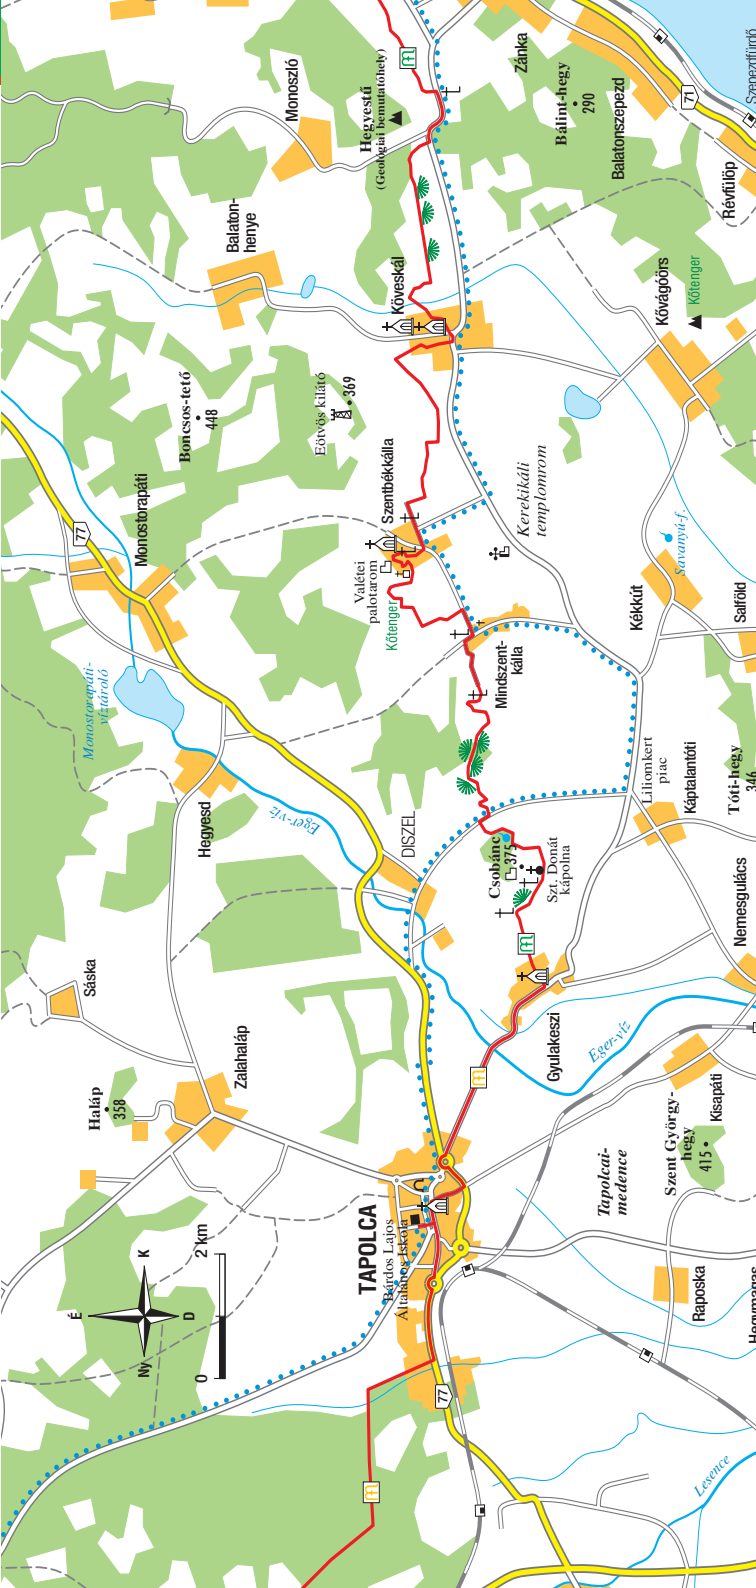 Monoszló
Hegyestű
(Geológiai bemutatóhely)
Zánka
Bálint-hegy
290
Balatonszepezd
71
Szepezdfürdő
Révfülöp
Balaton-
henye
Köveskál
Kővágóörs
Kőtenger
Boncsos-tető
448
Eötvös kilátó
369
77
Monostorapáti
Szentbékkálla
Kerekikáli
templomrom
Valétei
palotarom
Kőtenger
Savanyú-f.
Kékkút
Salföld
Monostorapáti-
víztároló
Mindszent-
kálla
Hegyesd
Eger-víz
DISZEL
Liliomkert
piac
Káptalantóti
Tóti-hegy
346
Csobánc
375
Szt. Donát
kápolna
Nemesgulács
Sáska
Zalahaláp
Haláp
358
Gyulakeszi
Eger-víz
Kisapáti
Szent György-
hegy
415
Tapolcai-
medence
TAPOLCA
Bárdos Lajos
Általános Iskola
É
K
D
Ny
0
2 km
Raposka
Hegymagas
77
Lesence
m
m
m
m